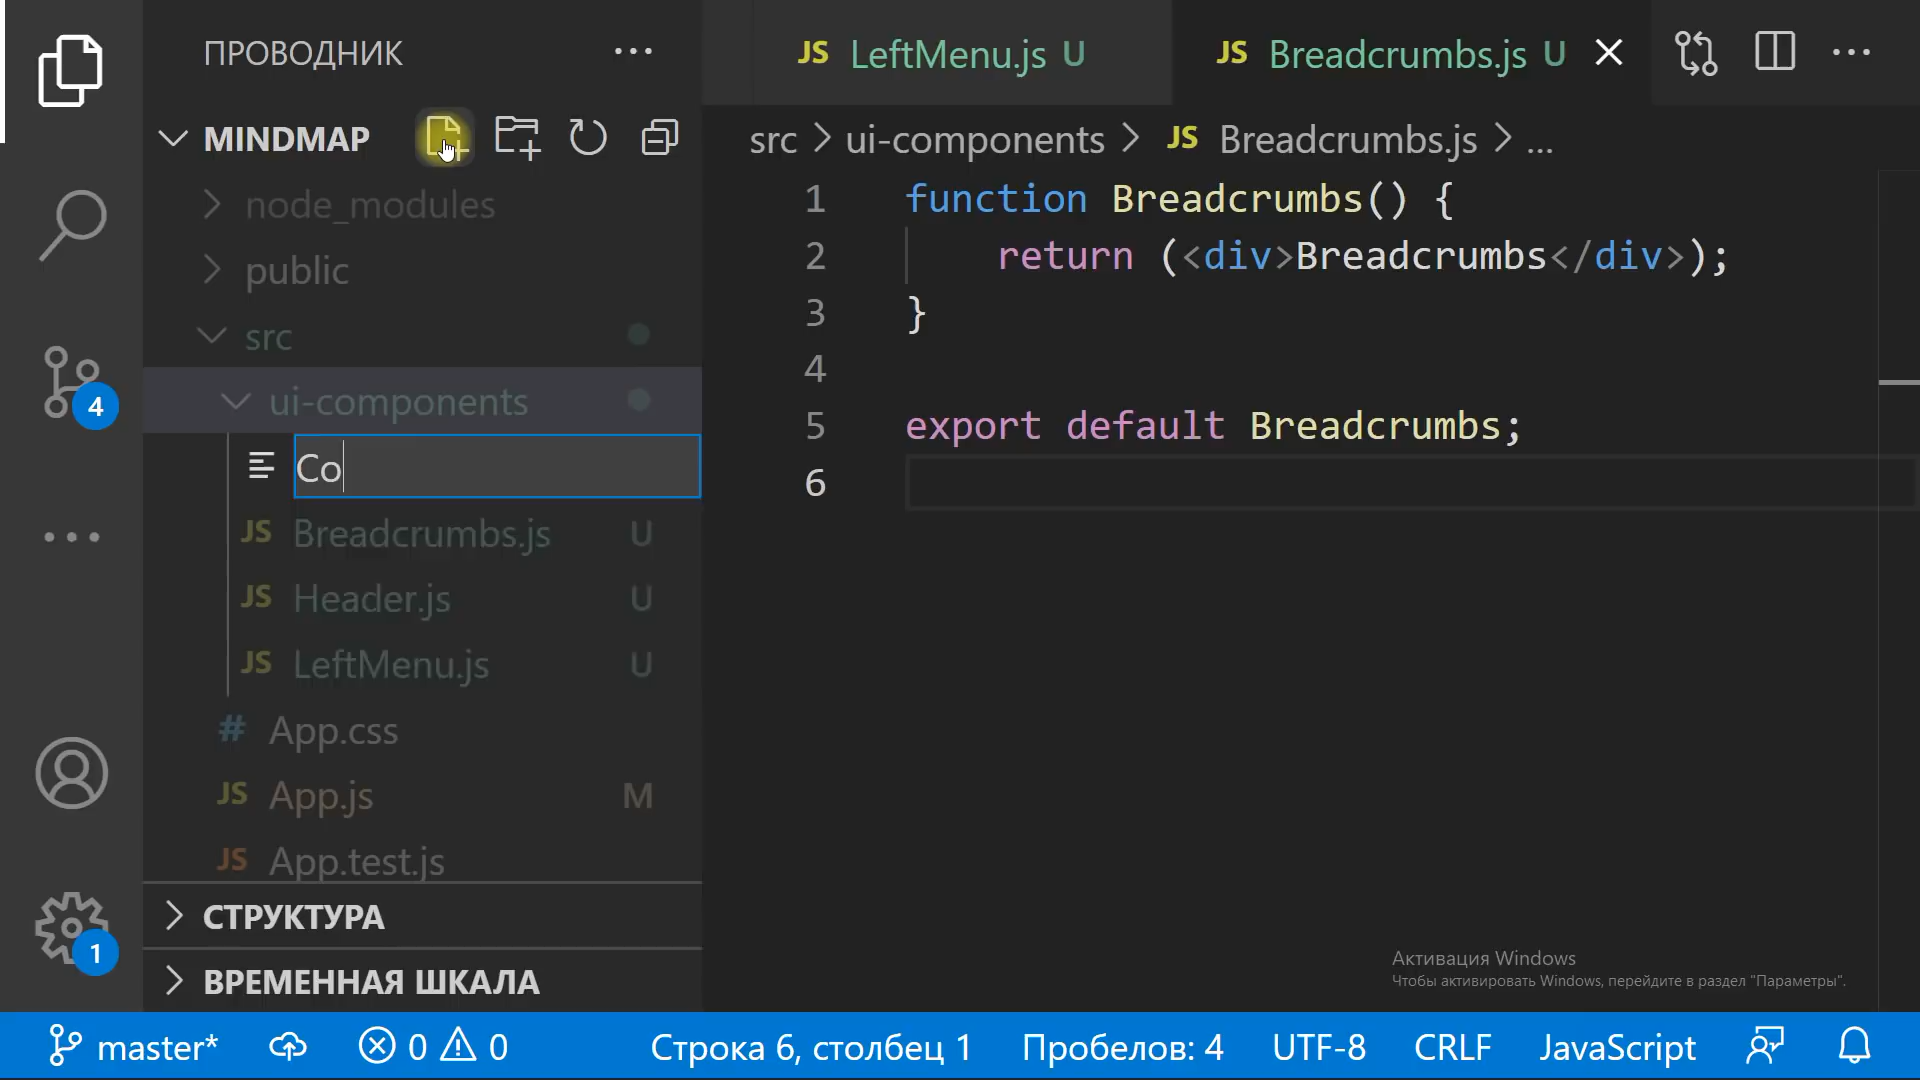 ПРОВОДНИК
MINDMAP
node_modules
public
src
ui-components
Co
JS Breadcrumbs.js U
JS Header.js U
JS LeftMenu.js U
# App.css
JS App.js M
JS App.test.js
СТРУКТУРА
ВРЕМЕННАЯ ШКАЛА
4
1
JS LeftMenu.js U
JS Breadcrumbs.js U
src > ui-components > JS Breadcrumbs.js > ...
1 function Breadcrumbs() {
2 return (<div>Breadcrumbs</div>);
3 }
4
5 export default Breadcrumbs;
6
Активация Windows
Чтобы активировать Windows, перейдите в раздел "Параметры".
master* 0 0 Строка 6, столбец 1 Пробелов: 4 UTF-8 CRLF JavaScript